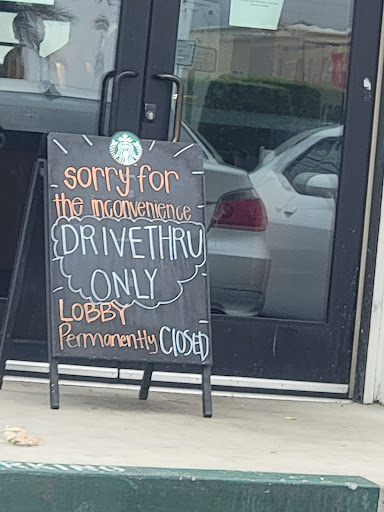 sorry for
the inconvenience
DRIVETHRU
ONLY
LOBBY
Permanently CLOSED